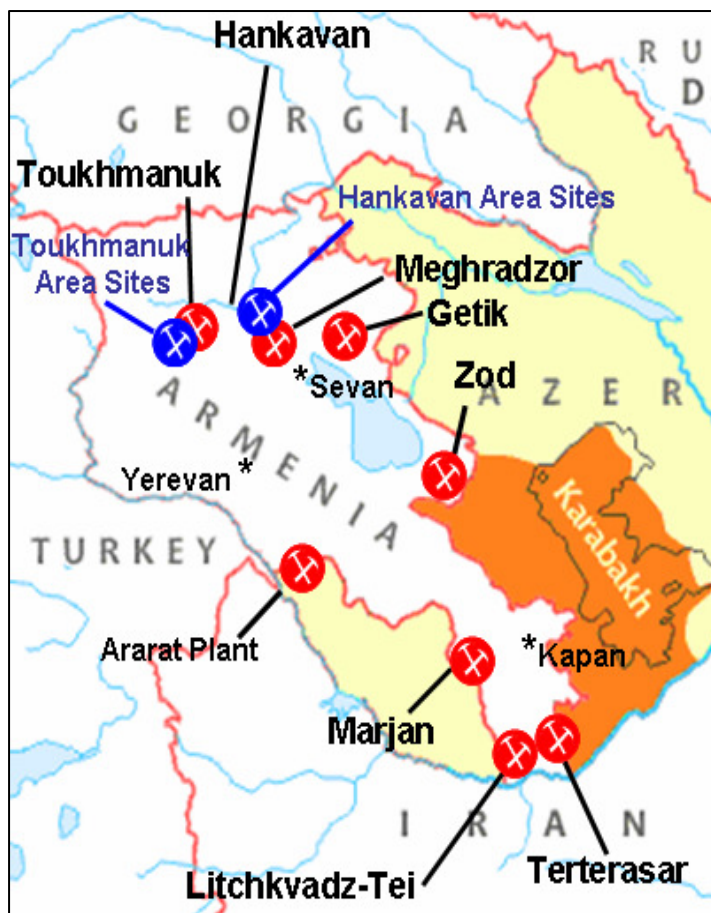 Hankavan
R U
D
G E O R G I A
Toukhmanuk
Hankavan Area Sites
Toukhmanuk
Area Sites
Meghradzor
Getik
*Sevan
Zod
A Z E R
A R M E N I A
Yerevan *
Karabakh
TURKEY
Ararat Plant
*Kapan
Marjan
I R A N
Terterasar
Litchkvadz-Tei